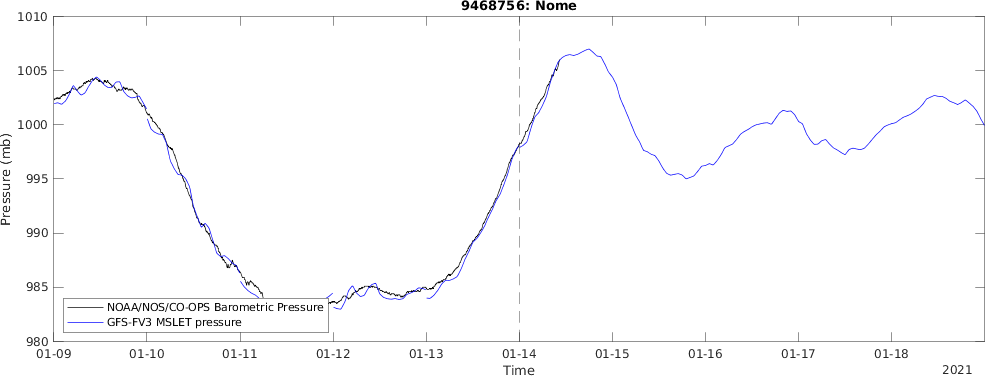 9468756: Nome
1010
1005
1000
995
990
985
980
Pressure (mb)
NOAA/NOS/CO-OPS Barometric Pressure
GFS-FV3 MSLET pressure
01-09 01-10 01-11 01-12 01-13 01-14 01-15 01-16 01-17 01-18
Time
2021